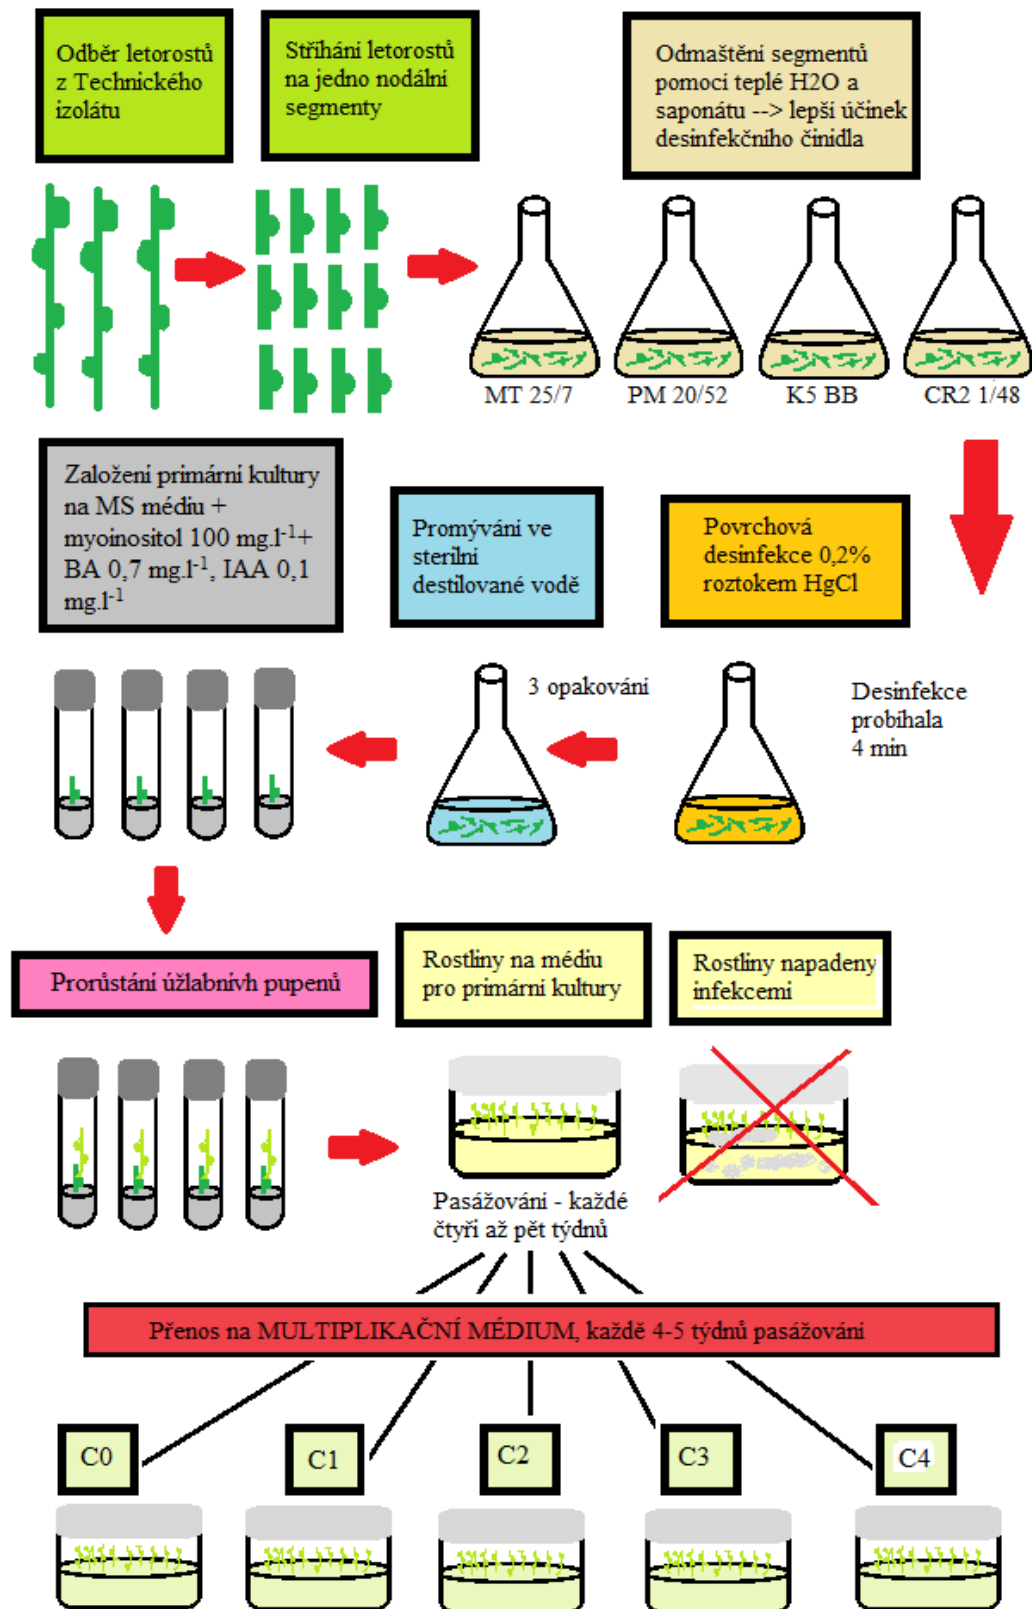 Odběr letorostů
z Technického
izolátu
Stříhání letorostů
na jedno nodální
segmenty
Odmaštění segmentů
pomocí teplé H2O a
saponátu --> lepší účinek
desinfekčního činidla
MT 25/7
PM 20/52
K5 BB
CR2 1/48
Založení primární kultury
na MS médiu +
myoinositol 100 mg.l⁻¹+
BA 0,7 mg.l⁻¹, IAA 0,1
mg.l⁻¹
Promývání ve
sterilní
destilované vodě
Povrchová
desinfekce 0,2%
roztokem HgCl
3 opakování
Desinfekce
probíhala
4 min
Prorůstání úžlabnívh pupenů
Rostliny na médiu
pro primární kultury
Rostliny napadeny
infekcemi
Pasážování - každé
čtyři až pět týdnů
Přenos na MULTIPLIKAČNÍ MÉDIUM, každě 4-5 týdnů pasážování
C0
C1
C2
C3
C4